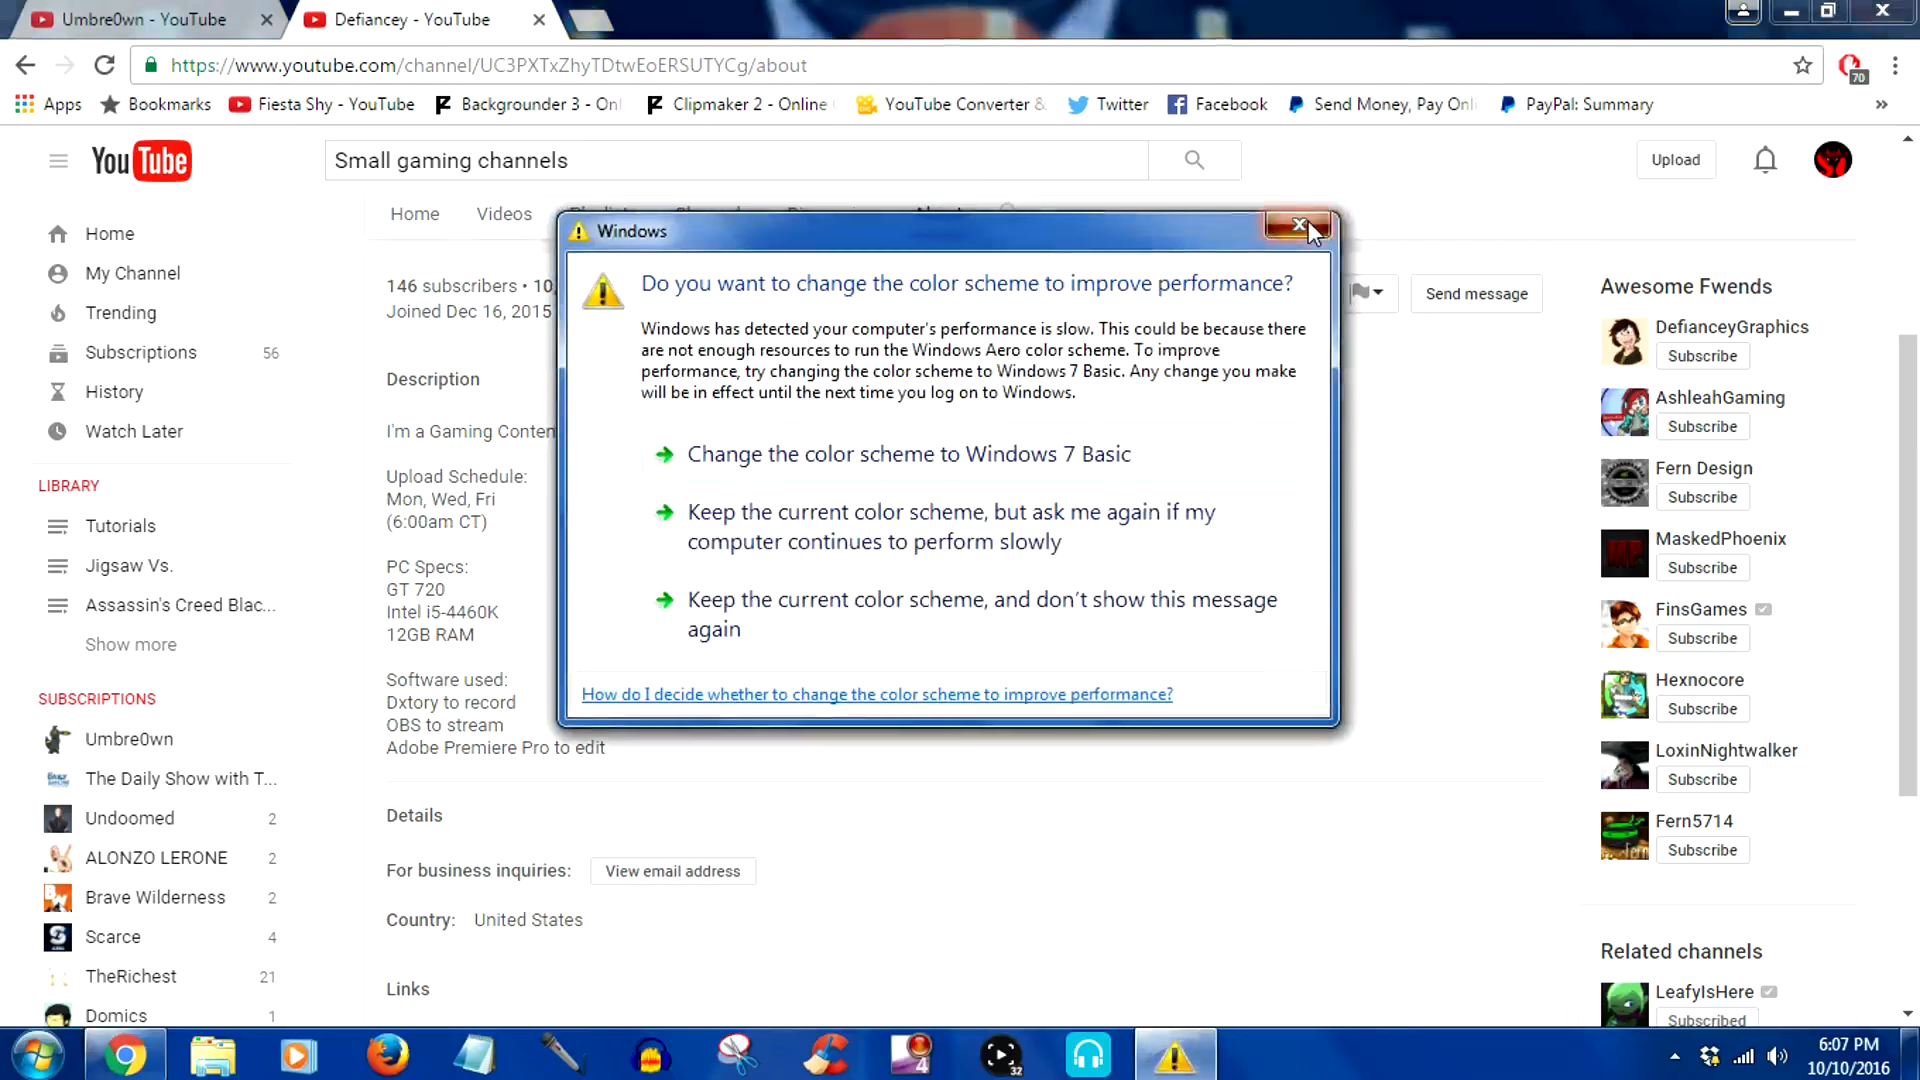 Umbre0wn - YouTube
Defiancey - YouTube
https://www.youtube.com/channel/UC3PXTxZhyTDtwEoERSUTYCg/about
70
Apps
Bookmarks
Fiesta Shy - YouTube
Backgrounder 3 - Onl
Clipmaker 2 - Online
YouTube Converter &
Twitter
Facebook
Send Money, Pay Onli
PayPal: Summary
YouTube
Small gaming channels
Upload
Home
Videos
Home
My Channel
Trending
Subscriptions 56
History
Watch Later
LIBRARY
Tutorials
Jigsaw Vs.
Assassin's Creed Blac...
Show more
SUBSCRIPTIONS
Umbre0wn
The Daily Show with T...
Undoomed 2
ALONZO LERONE 2
Brave Wilderness 2
Scarce 4
TheRichest 21
Domics 1
146 subscribers • 10,
Joined Dec 16, 2015
Send message
Description
I'm a Gaming Conten
Upload Schedule:
Mon, Wed, Fri
(6:00am CT)
PC Specs:
GT 720
Intel i5-4460K
12GB RAM
Software used:
Dxtory to record
OBS to stream
Adobe Premiere Pro to edit
Details
For business inquiries: View email address
Country: United States
Links
Windows
Do you want to change the color scheme to improve performance?
Windows has detected your computer's performance is slow. This could be because there
are not enough resources to run the Windows Aero color scheme. To improve
performance, try changing the color scheme to Windows 7 Basic. Any change you make
will be in effect until the next time you log on to Windows.
Change the color scheme to Windows 7 Basic
Keep the current color scheme, but ask me again if my
computer continues to perform slowly
Keep the current color scheme, and don't show this message
again
How do I decide whether to change the color scheme to improve performance?
Awesome Fwends
DefianceyGraphics
Subscribe
AshleahGaming
Subscribe
Fern Design
Subscribe
MaskedPhoenix
Subscribe
FinsGames
Subscribe
Hexnocore
Subscribe
LoxinNightwalker
Subscribe
Fern5714
Subscribe
Related channels
LeafyIsHere
Subscribed
4
32
6:07 PM
10/10/2016